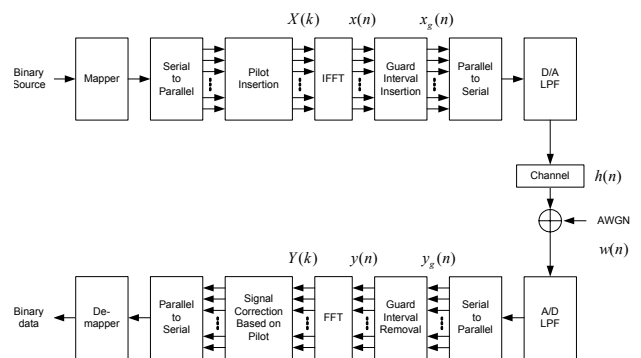 X(k)
x(n)
x_g(n)
Binary
Source
Mapper
Serial
to
Parallel
Pilot
Insertion
IFFT
Guard
Interval
Insertion
Parallel
to
Serial
D/A
LPF
Channel
h(n)
AWGN
w(n)
Y(k)
y(n)
y_g(n)
Binary
data
De-
mapper
Parallel
to
Serial
Signal
Correction
Based on
Pilot
FFT
Guard
Interval
Removal
Serial
to
Parallel
A/D
LPF